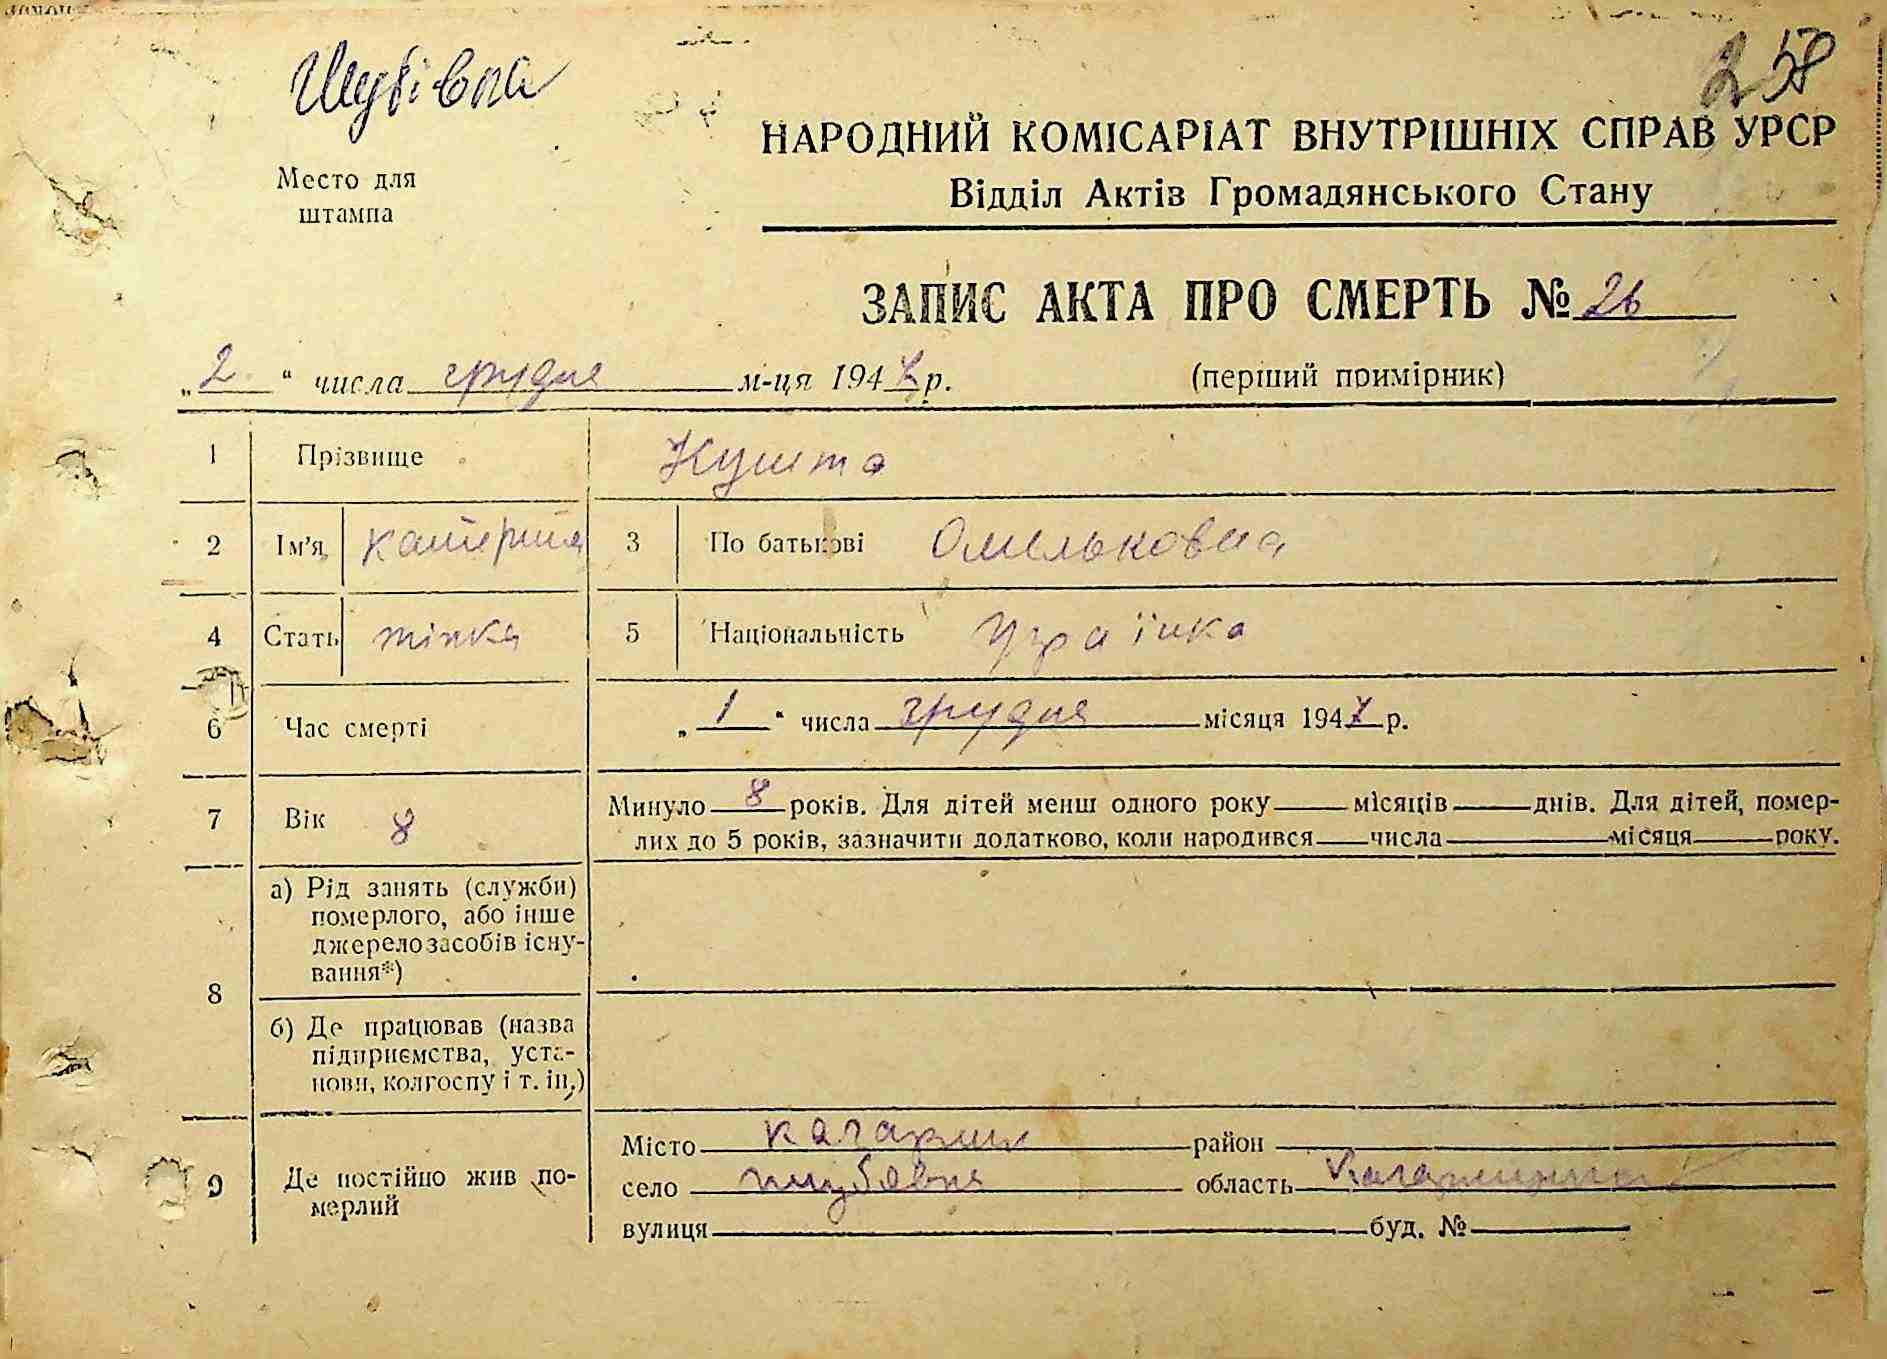 Шубівка
258
НАРОДНИЙ КОМІСАРІАТ ВНУТРІШНІХ СПРАВ УРСР
Відділ Актів Громадянського Стану
Место для
штампа
ЗАПИС АКТА ПРО СМЕРТЬ № 26
„2“ числа грудня м-ця 1947 р. (перший примірник)
1 Прізвище Кушта
2 Ім'я Катерина 3 По батькові Омельковна
4 Стать жінка 5 Національність Українка
6 Час смерті „1“ числа грудня місяця 1947 р.
7 Вік 8 Минуло 8 років. Для дітей менш одного року місяців днів. Для дітей, помер-
лих до 5 років, зазначити додатково, коли народився числа місяця року.
8 а) Рід занять (служби)
померлого, або інше
джерело засобів існу-
вання*)
б) Де працював (назва
підприємства, уста-
нови, колгоспу і т. ін.)
9 Де постійно жив по-
мерлий
Місто Кагарлик район
село шубавня область
вулиця буд. №